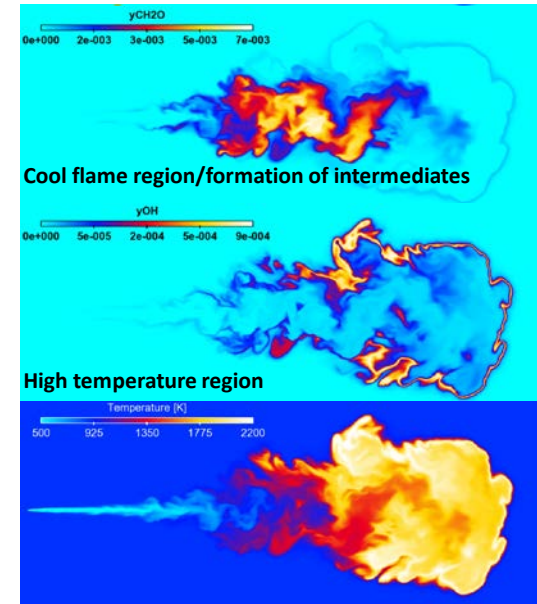 yCH2O
0e+000 2e-003 3e-003 5e-003 7e-003
Cool flame region/formation of intermediates
yOH
0e+000 5e-005 2e-004 5e-004 9e-004
High temperature region
Temperature [K]
500 925 1350 1775 2200